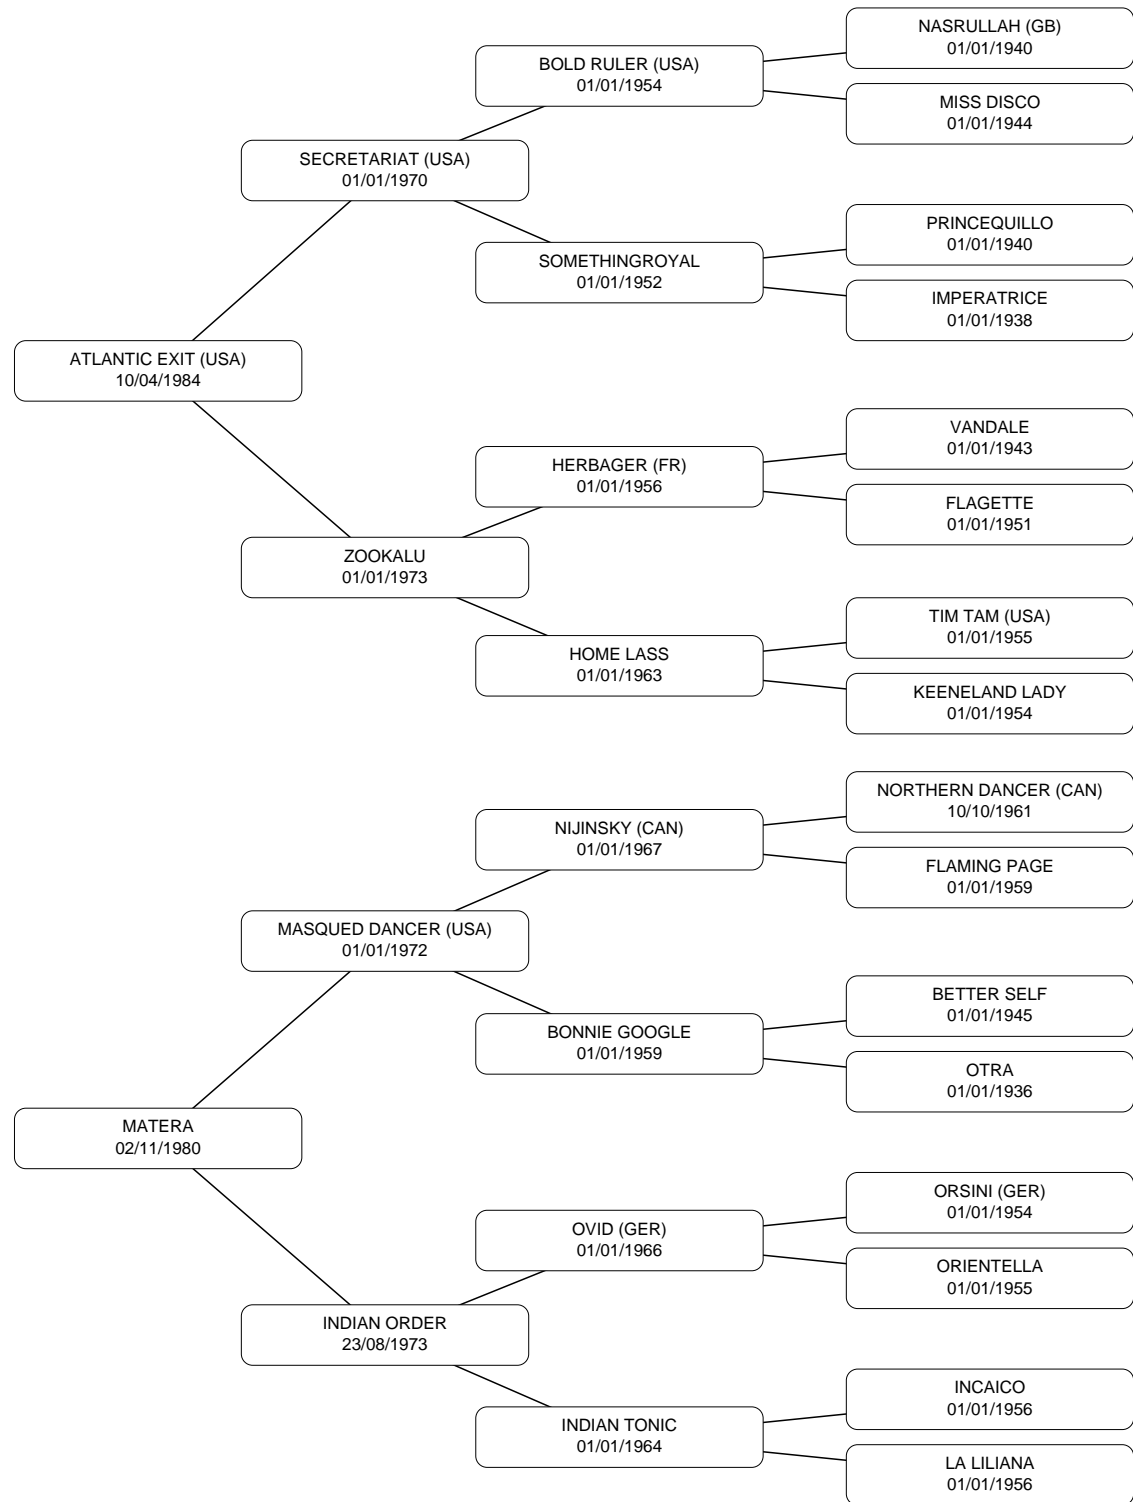 NASRULLAH (GB)
01/01/1940
BOLD RULER (USA)
01/01/1954
MISS DISCO
01/01/1944
SECRETARIAT (USA)
01/01/1970
PRINCEQUILLO
01/01/1940
SOMETHINGROYAL
01/01/1952
IMPERATRICE
01/01/1938
ATLANTIC EXIT (USA)
10/04/1984
VANDALE
01/01/1943
HERBAGER (FR)
01/01/1956
FLAGETTE
01/01/1951
ZOOKALU
01/01/1973
TIM TAM (USA)
01/01/1955
HOME LASS
01/01/1963
KEENELAND LADY
01/01/1954
NORTHERN DANCER (CAN)
10/10/1961
NIJINSKY (CAN)
01/01/1967
FLAMING PAGE
01/01/1959
MASQUED DANCER (USA)
01/01/1972
BETTER SELF
01/01/1945
BONNIE GOOGLE
01/01/1959
OTRA
01/01/1936
MATERA
02/11/1980
ORSINI (GER)
01/01/1954
OVID (GER)
01/01/1966
ORIENTELLA
01/01/1955
INDIAN ORDER
23/08/1973
INCAICO
01/01/1956
INDIAN TONIC
01/01/1964
LA LILIANA
01/01/1956